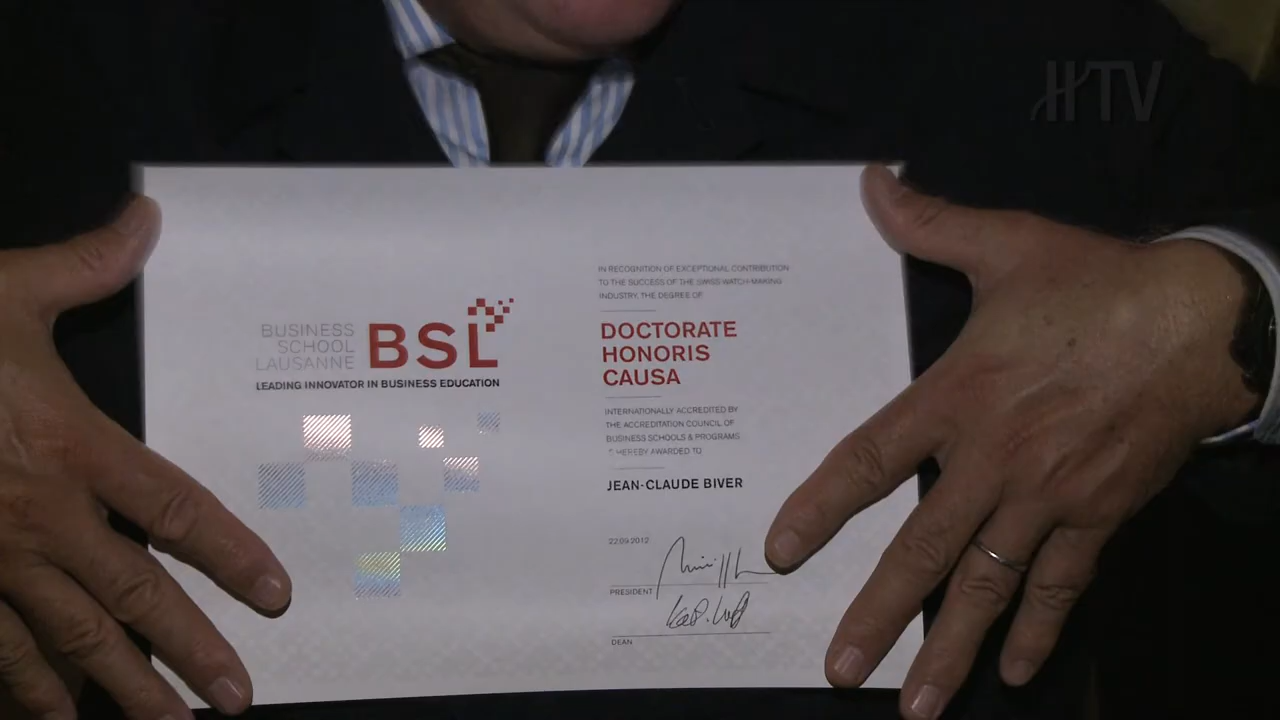 HTV
BUSINESS
SCHOOL
LAUSANNE
BSL
LEADING INNOVATOR IN BUSINESS EDUCATION
IN RECOGNITION OF EXCEPTIONAL CONTRIBUTION
TO THE SUCCESS OF THE SWISS WATCH-MAKING
INDUSTRY, THE DEGREE OF
DOCTORATE
HONORIS
CAUSA
INTERNATIONALLY ACCREDITED BY
THE ACCREDITATION COUNCIL OF
BUSINESS SCHOOLS & PROGRAMS
IS HEREBY AWARDED TO
JEAN-CLAUDE BIVER
22.09.2012
PRESIDENT
DEAN